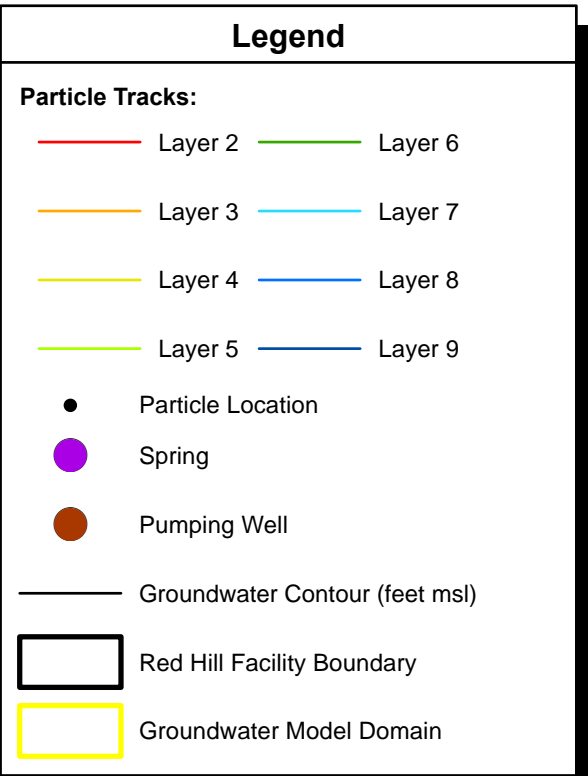 Legend
Particle Tracks:
Layer 2 Layer 6
Layer 3 Layer 7
Layer 4 Layer 8
Layer 5 Layer 9
Particle Location
Spring
Pumping Well
Groundwater Contour (feet msl)
Red Hill Facility Boundary
Groundwater Model Domain